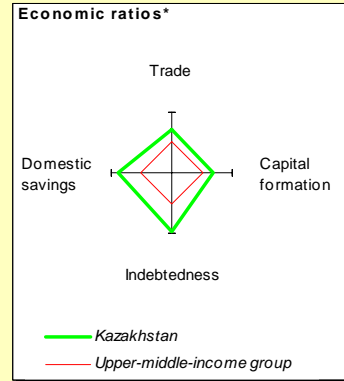 Economic ratios*
Trade
Domestic savings
Capital formation
Indebtedness
Kazakhstan
Upper-middle-income group